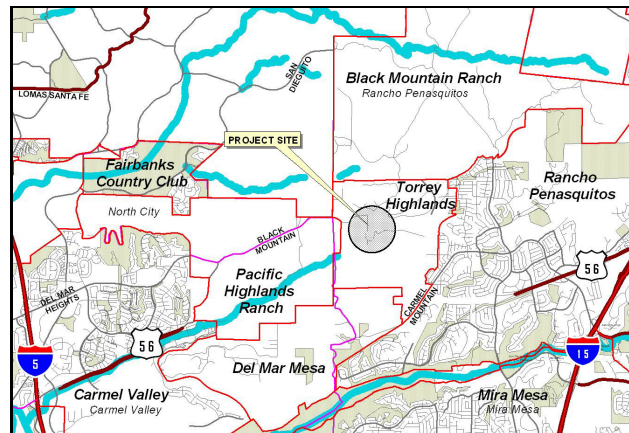 LOMAS SANTA FE
SAN
DIEGUITO
Black Mountain Ranch
Rancho Penasquitos
PROJECT SITE
Fairbanks
Country Club
North City
Torrey
Highlands
Rancho
Penasquitos
BLACK
MOUNTAIN
Pacific
Highlands
Ranch
DEL MAR
HEIGHTS
56
CARMEL
MOUNTAIN
56
5
15
Del Mar Mesa
Carmel Valley
Carmel Valley
Mira Mesa
Mira Mesa